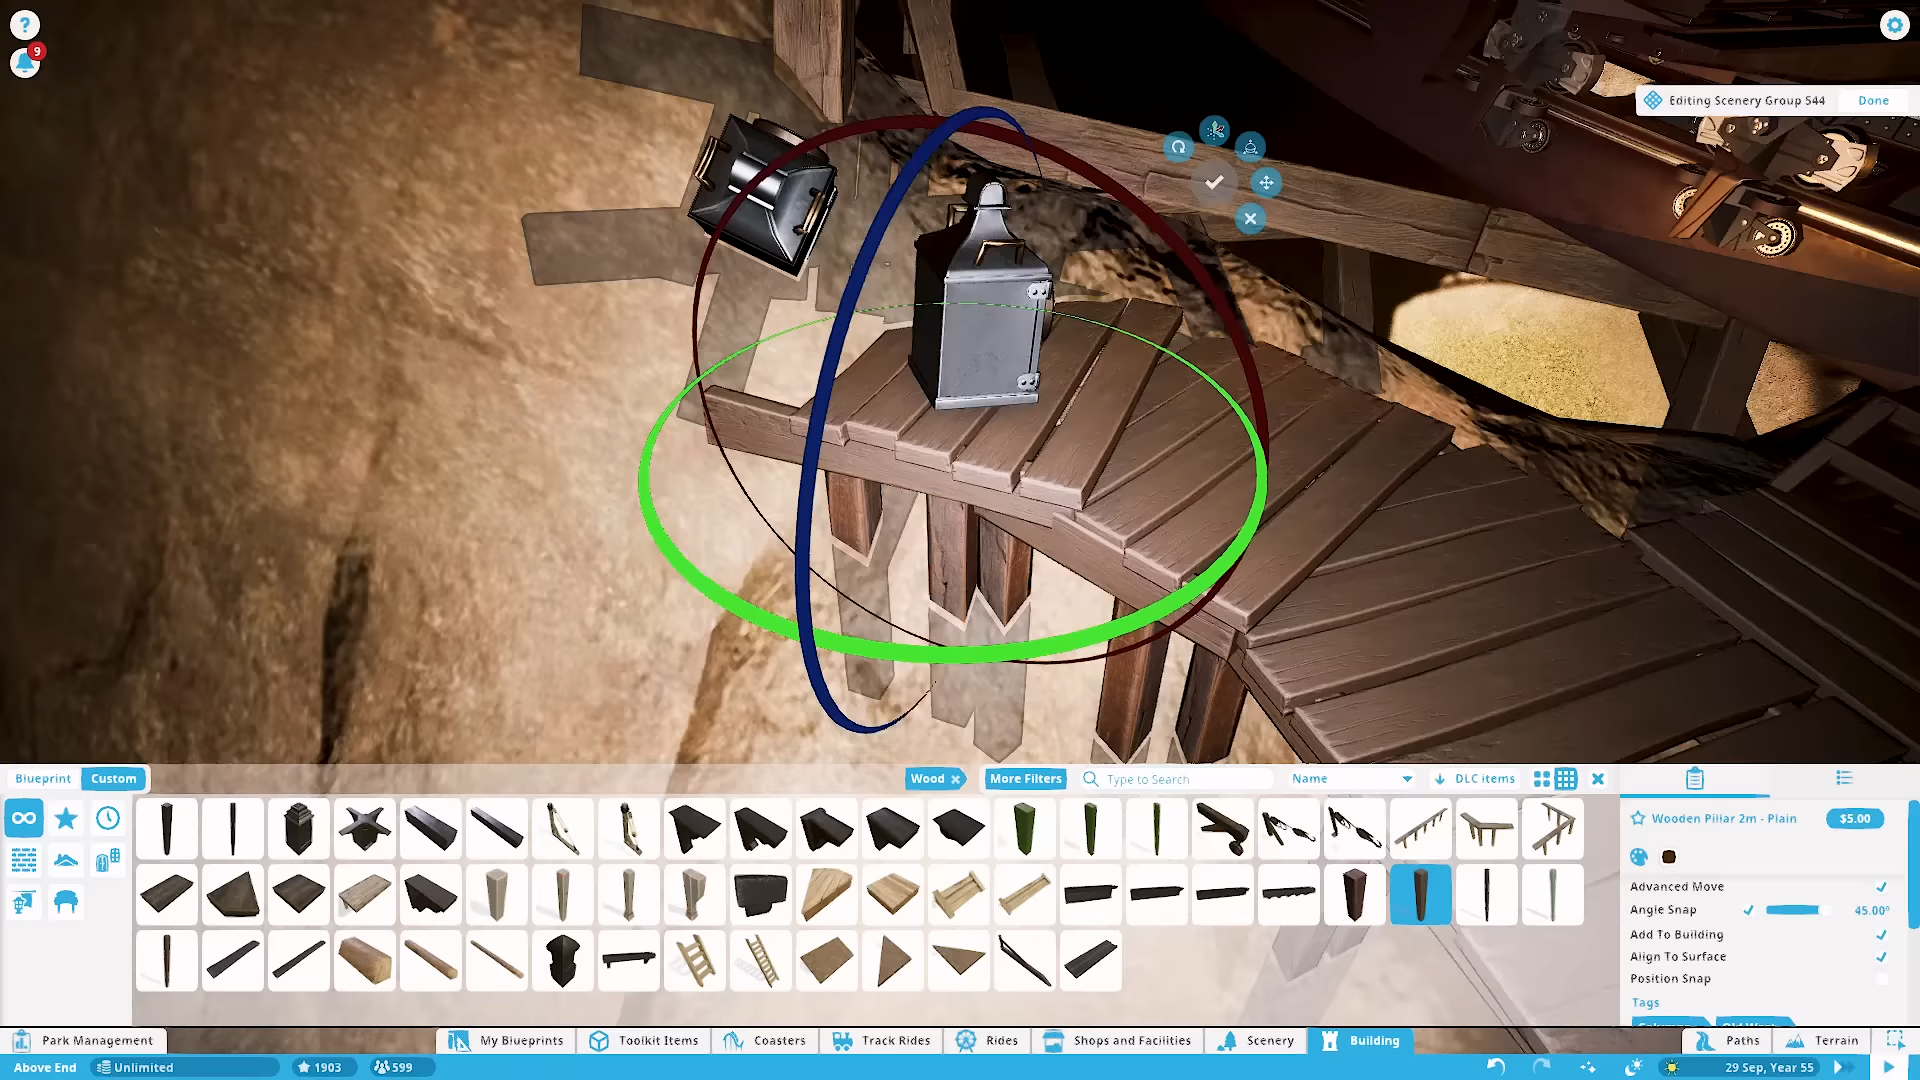 ?
9
Editing Scenery Group 544 Done
Blueprint Custom Wood More Filters Type to Search Name DLC items
Wooden Pillar 2m - Plain $5.00
Advanced Move
Angle Snap 45.00°
Add To Building
Align To Surface
Position Snap
Tags
Park Management My Blueprints Toolkit Items Coasters Track Rides Rides Shops and Facilities Scenery Building Paths Terrain
Above End Unlimited 1903 599 29 Sep, Year 55